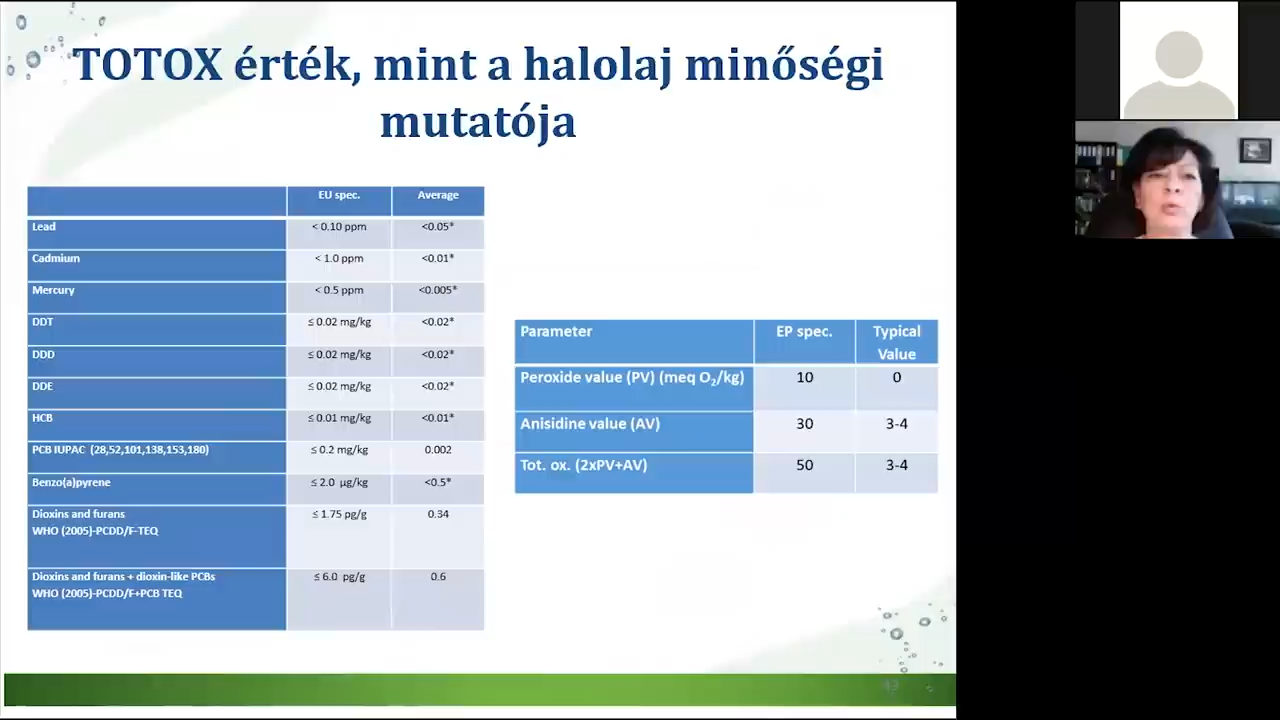 TOTOX érték, mint a halolaj minőségi
mutatója
EU spec. Average
Lead < 0.10 ppm <0.05*
Cadmium < 1.0 ppm <0.01*
Mercury < 0.5 ppm <0.005*
DDT ≤ 0.02 mg/kg <0.02*
DDD ≤ 0.02 mg/kg <0.02*
DDE ≤ 0.02 mg/kg <0.02*
HCB ≤ 0.01 mg/kg <0.01*
PCB IUPAC (28,52,101,138,153,180) ≤ 0.2 mg/kg 0.002
Benzo(a)pyrene ≤ 2.0 µg/kg <0.5*
Dioxins and furans ≤ 1.75 pg/g 0.34
WHO (2005)-PCDD/F-TEQ
Dioxins and furans + dioxin-like PCBs ≤ 6.0 pg/g 0.6
WHO (2005)-PCDD/F+PCB TEQ
Parameter EP spec. Typical
Value
Peroxide value (PV) (meq O₂/kg) 10 0
Anisidine value (AV) 30 3-4
Tot. ox. (2xPV+AV) 50 3-4